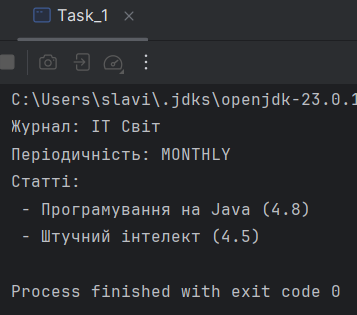 Task_1
C:\Users\slavi\.jdks\openjdk-23.0.1
Журнал: IT Світ
Періодичність: MONTHLY
Статті:
- Програмування на Java (4.8)
- Штучний інтелект (4.5)
Process finished with exit code 0